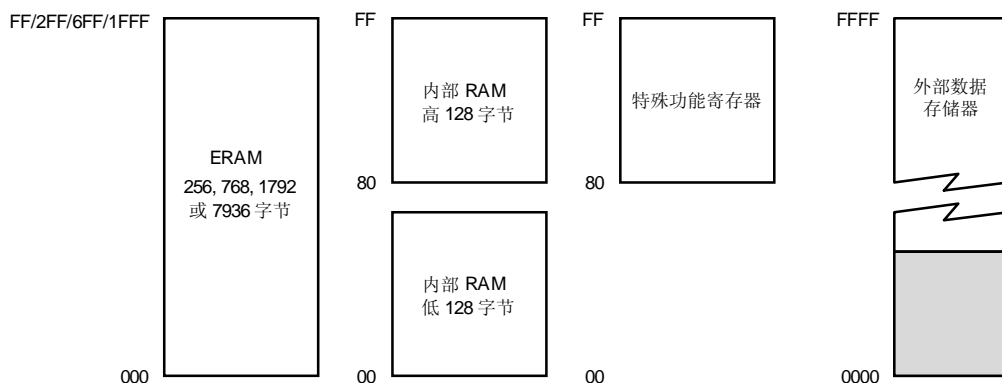 FF/2FF/6FF/1FFF
ERAM
256, 768, 1792
或 7936 字节
000
FF
内部 RAM
高 128 字节
80
内部 RAM
低 128 字节
00
FF
特殊功能寄存器
80
00
FFFF
外部数据
存储器
0000